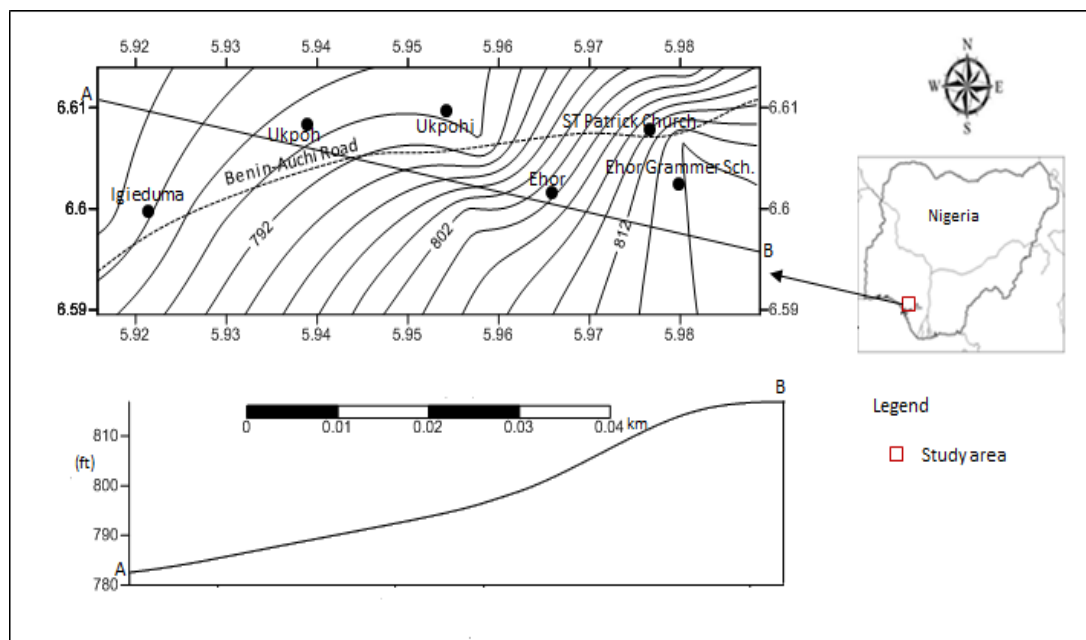 5.92 5.93 5.94 5.95 5.96 5.97 5.98
N
W E
S
A
6.61 6.61
Ukpoh
Ukpohi
ST Patrick Church.
Benin-Auchi Road
Ehor Grammer Sch.
Igieduma
Ehor
6.6 6.6
792
802
812
B
6.59 6.59
5.92 5.93 5.94 5.95 5.96 5.97 5.98
Nigeria
B
0 0.01 0.02 0.03 0.04 km
810
(ft)
800
790
A
780
Legend
Study area